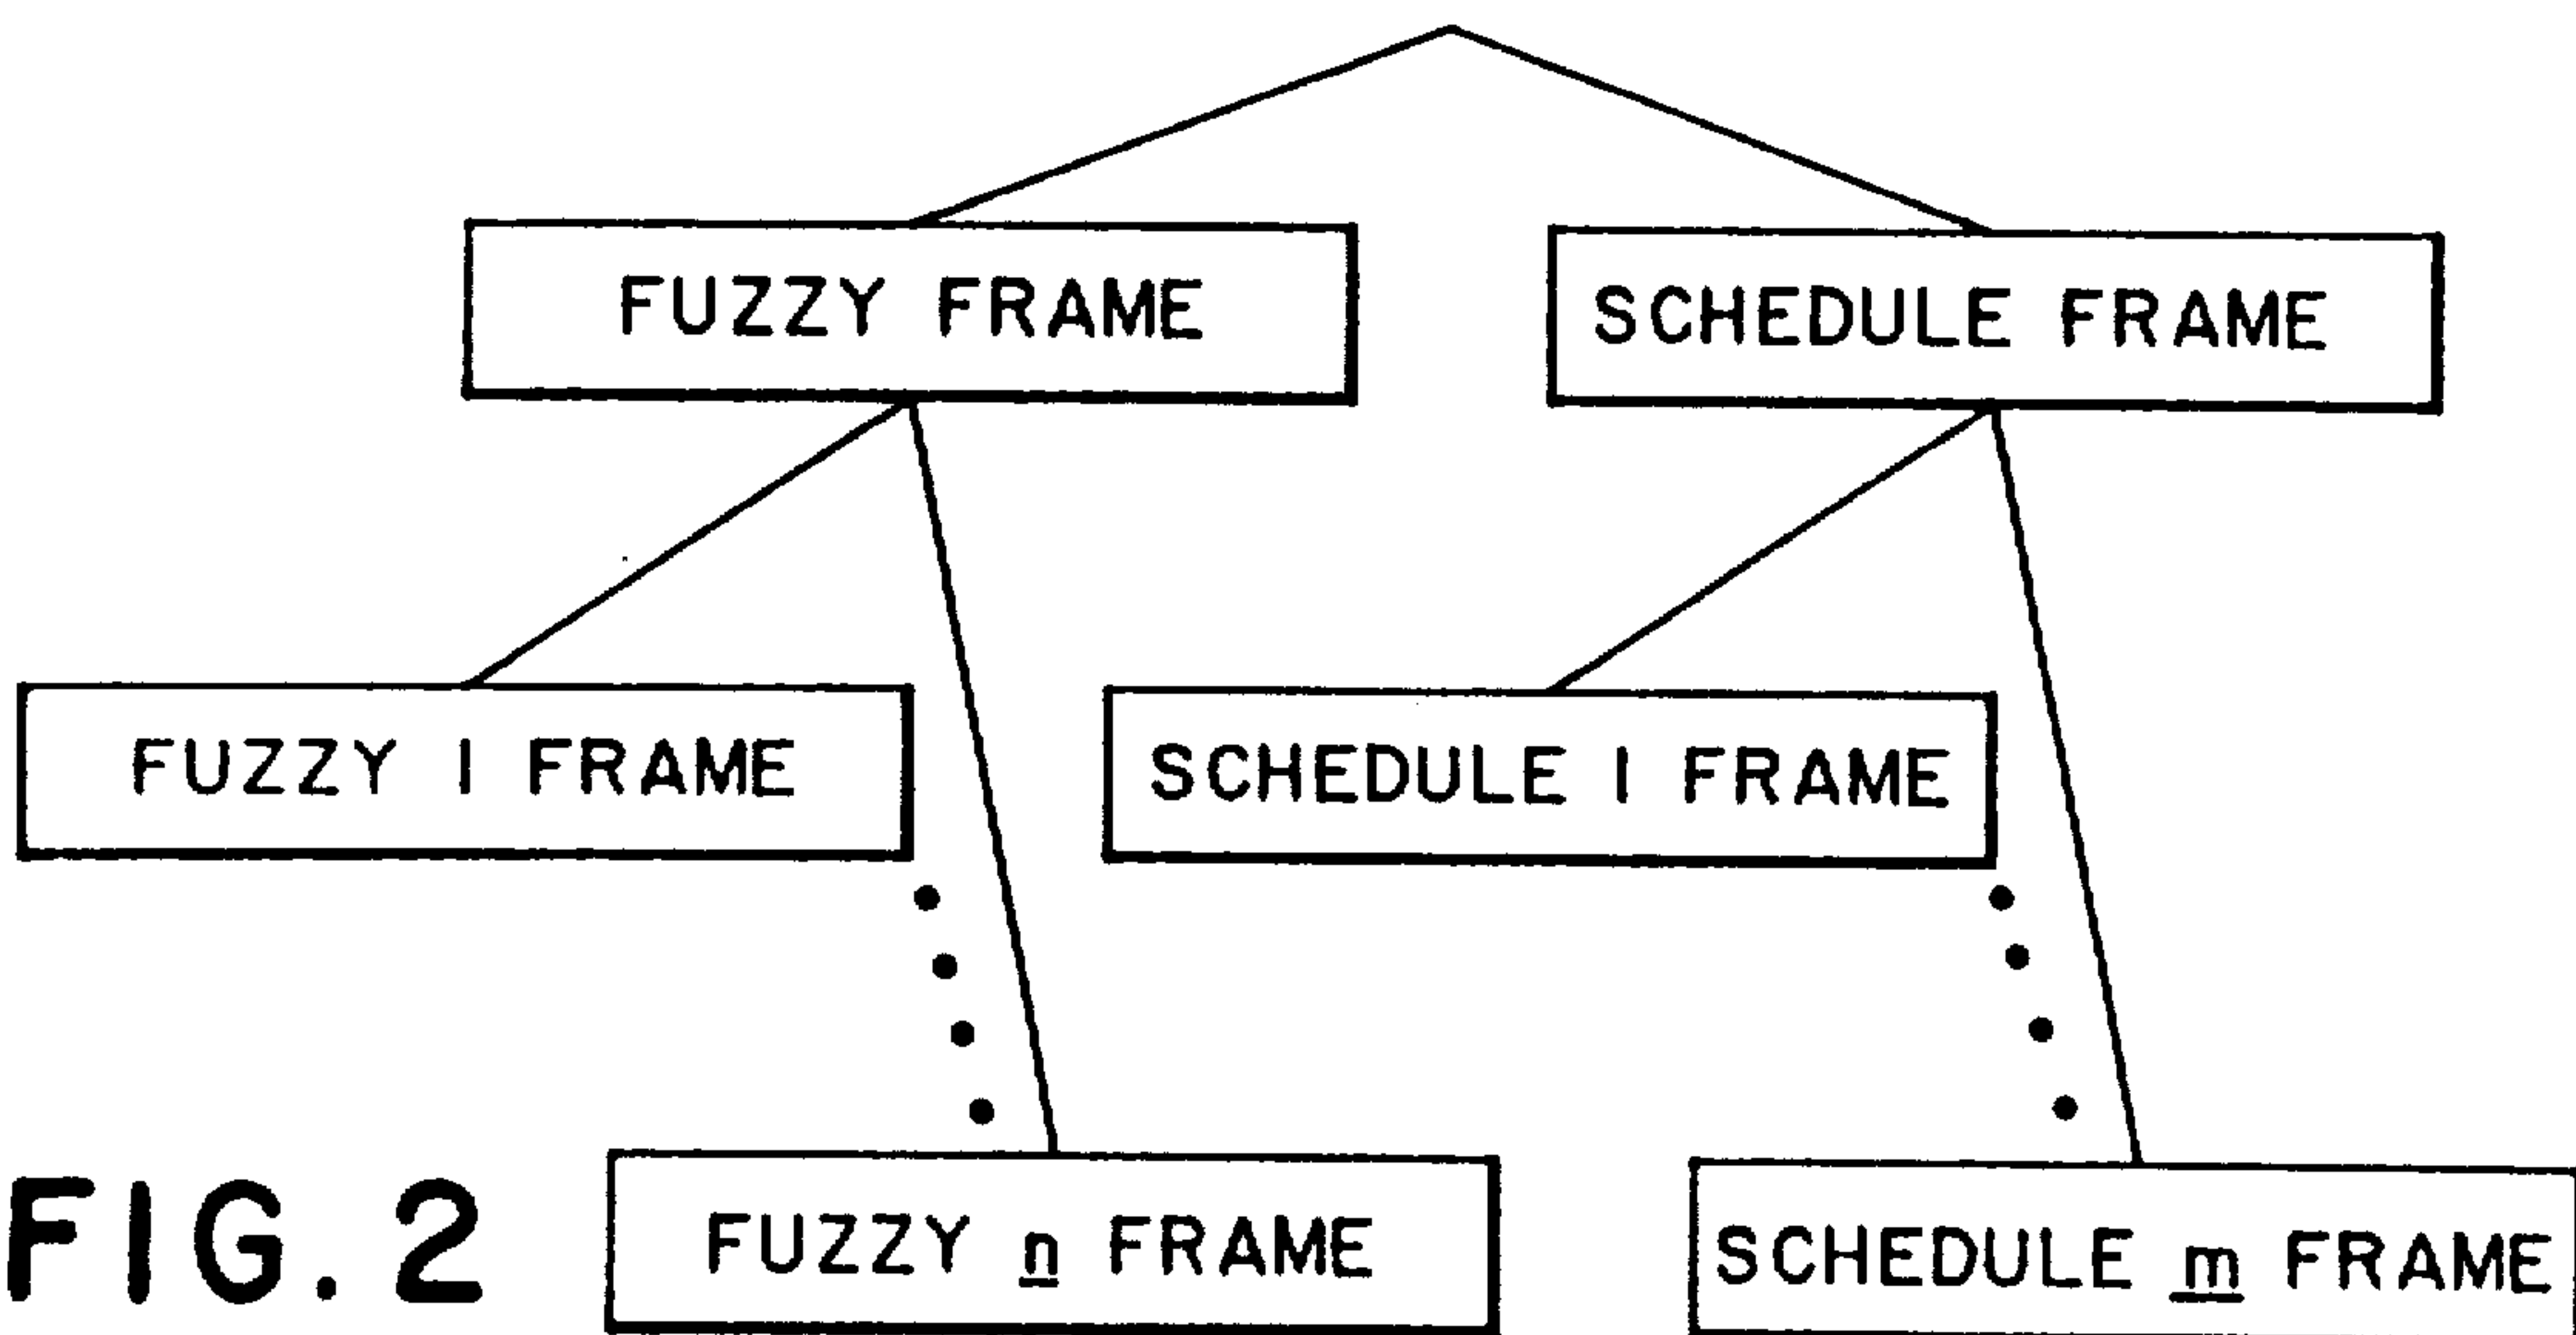 FUZZY FRAME
SCHEDULE FRAME
FUZZY 1 FRAME
SCHEDULE 1 FRAME
FUZZY n FRAME
SCHEDULE m FRAME
FIG. 2